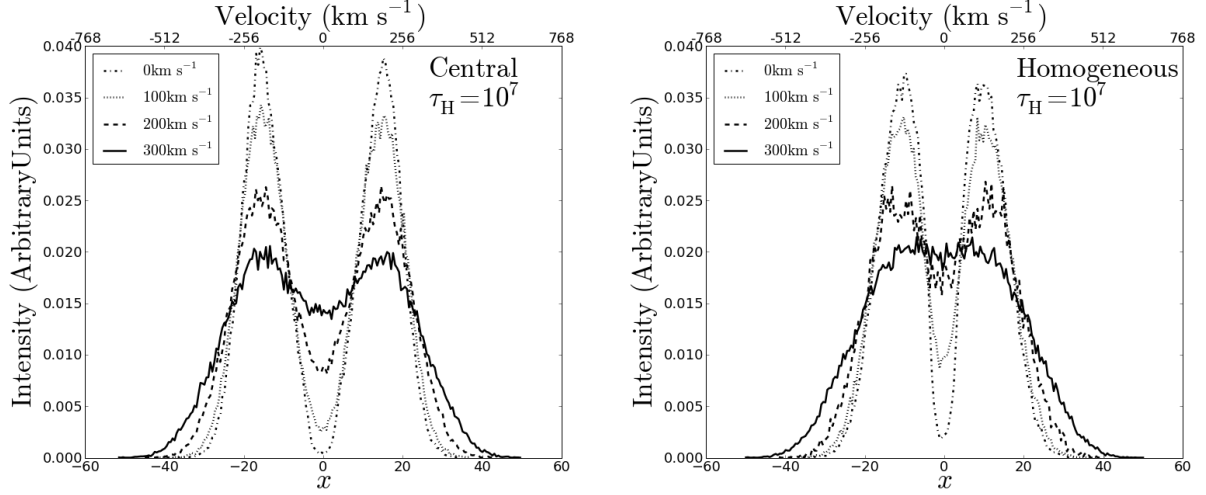 Velocity (km s⁻¹)
-768 -512 -256 0 256 512 768
0.040
0.035
0.030
0.025
0.020
0.015
0.010
0.005
0.000
Intensity (ArbitraryUnits)
0km s⁻¹
100km s⁻¹
200km s⁻¹
300km s⁻¹
Central
τ_H=10⁷
−60 −40 −20 0 20 40 60
x
Velocity (km s⁻¹)
-768 -512 -256 0 256 512 768
0.040
0.035
0.030
0.025
0.020
0.015
0.010
0.005
0.000
Intensity (ArbitraryUnits)
0km s⁻¹
100km s⁻¹
200km s⁻¹
300km s⁻¹
Homogeneous
τ_H=10⁷
−60 −40 −20 0 20 40 60
x